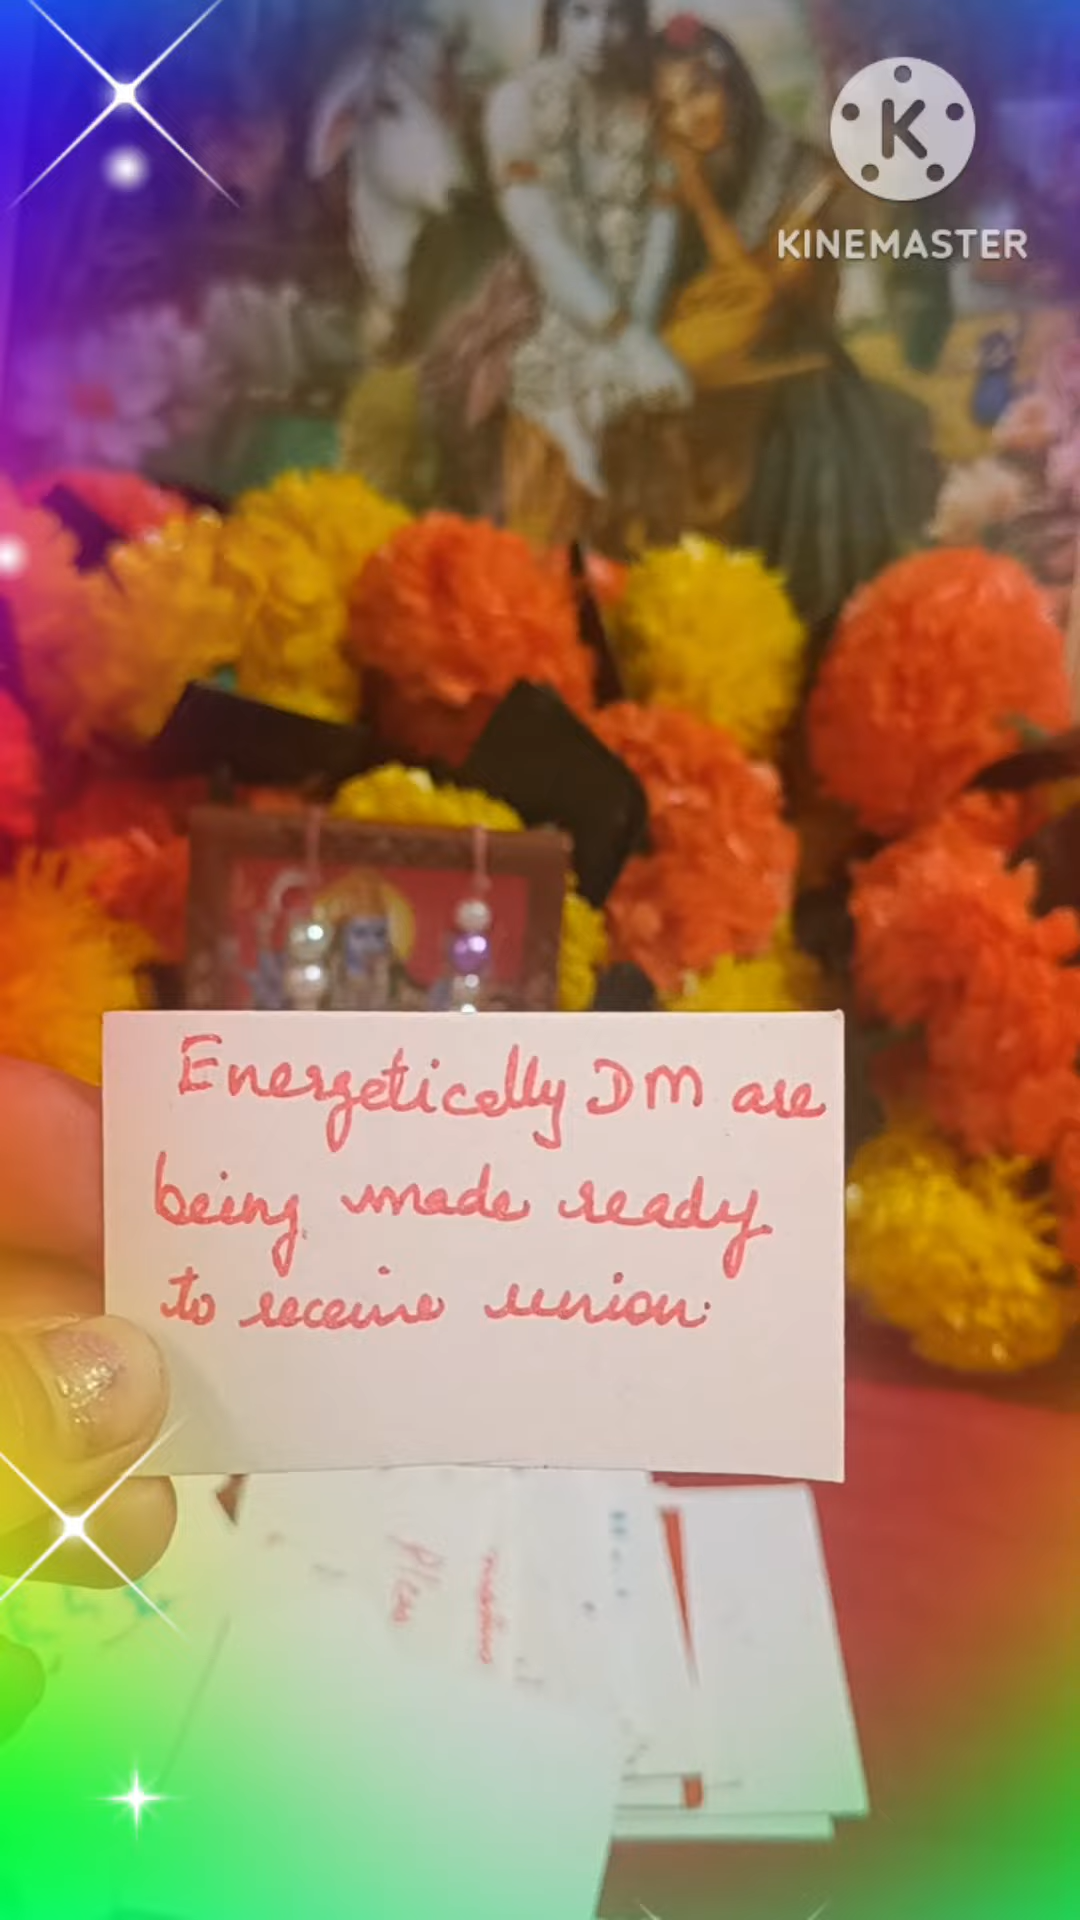 K
KINEMASTER
Energetically DM are
being made ready
to receive union.